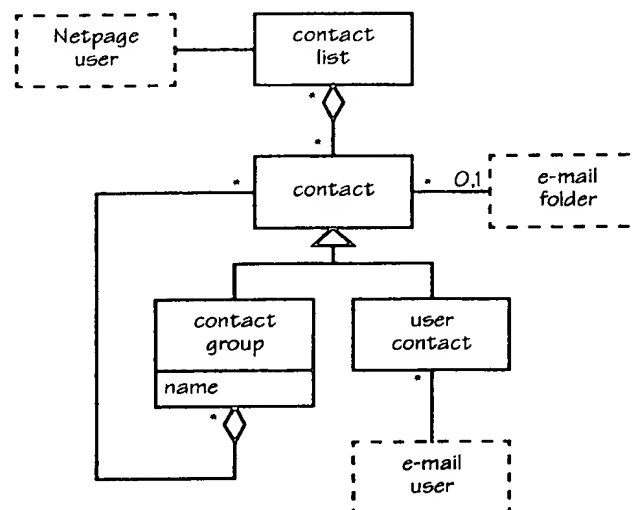 Netpage
user
contact
list
*
*
contact
*
*
0,1
e-mail
folder
contact
group
name
*
user
contact
*
e-mail
user